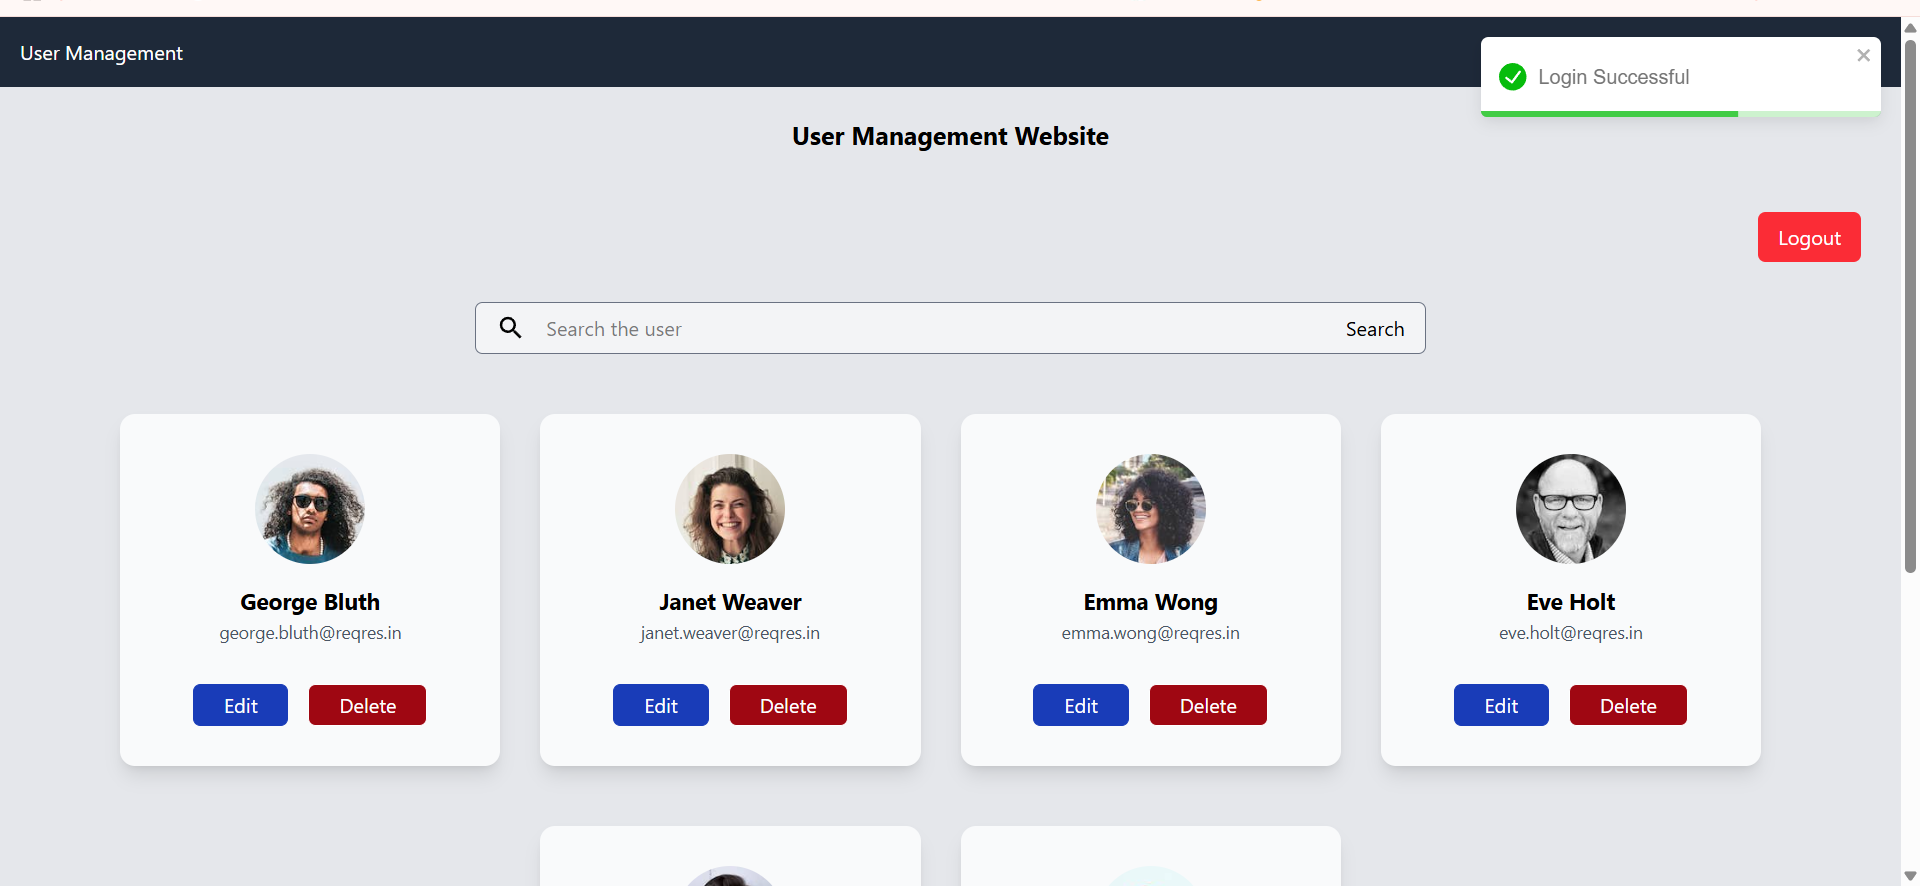 User Management
Login Successful
User Management Website
Logout
Search the user
Search
George Bluth
george.bluth@reqres.in
Edit
Delete
Janet Weaver
janet.weaver@reqres.in
Edit
Delete
Emma Wong
emma.wong@reqres.in
Edit
Delete
Eve Holt
eve.holt@reqres.in
Edit
Delete